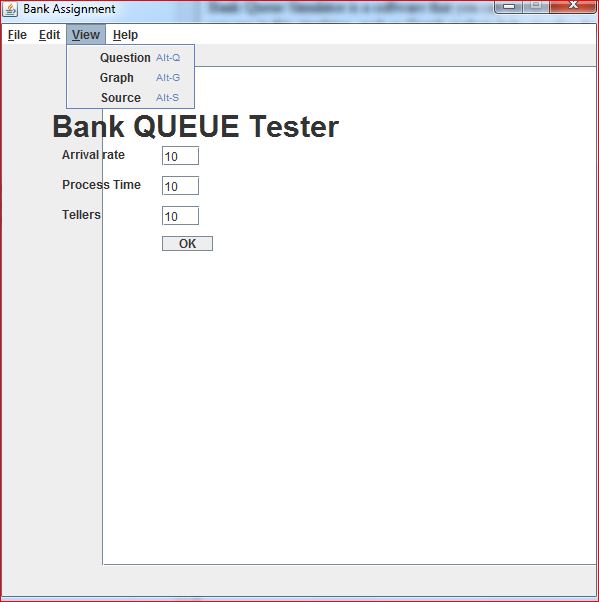 Bank Assignment
File Edit View Help
Question Alt-Q
Graph Alt-G
Source Alt-S
Bank QUEUE Tester
Arrival rate 10
Process Time 10
Tellers 10
OK